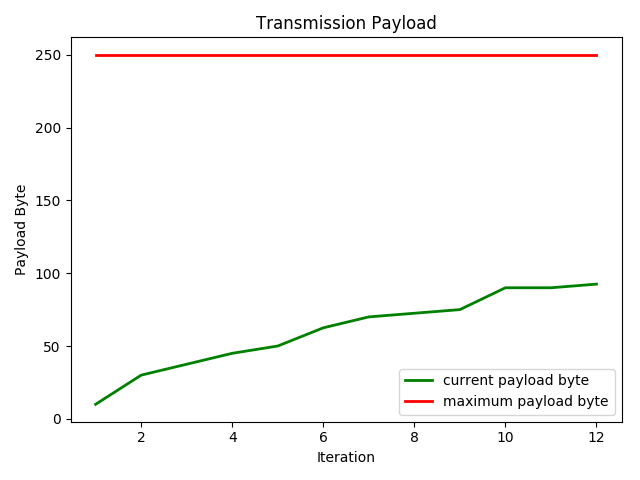 Transmission Payload
Payload Byte
250
200
150
100
50
0
2
4
6
8
10
12
Iteration
current payload byte
maximum payload byte